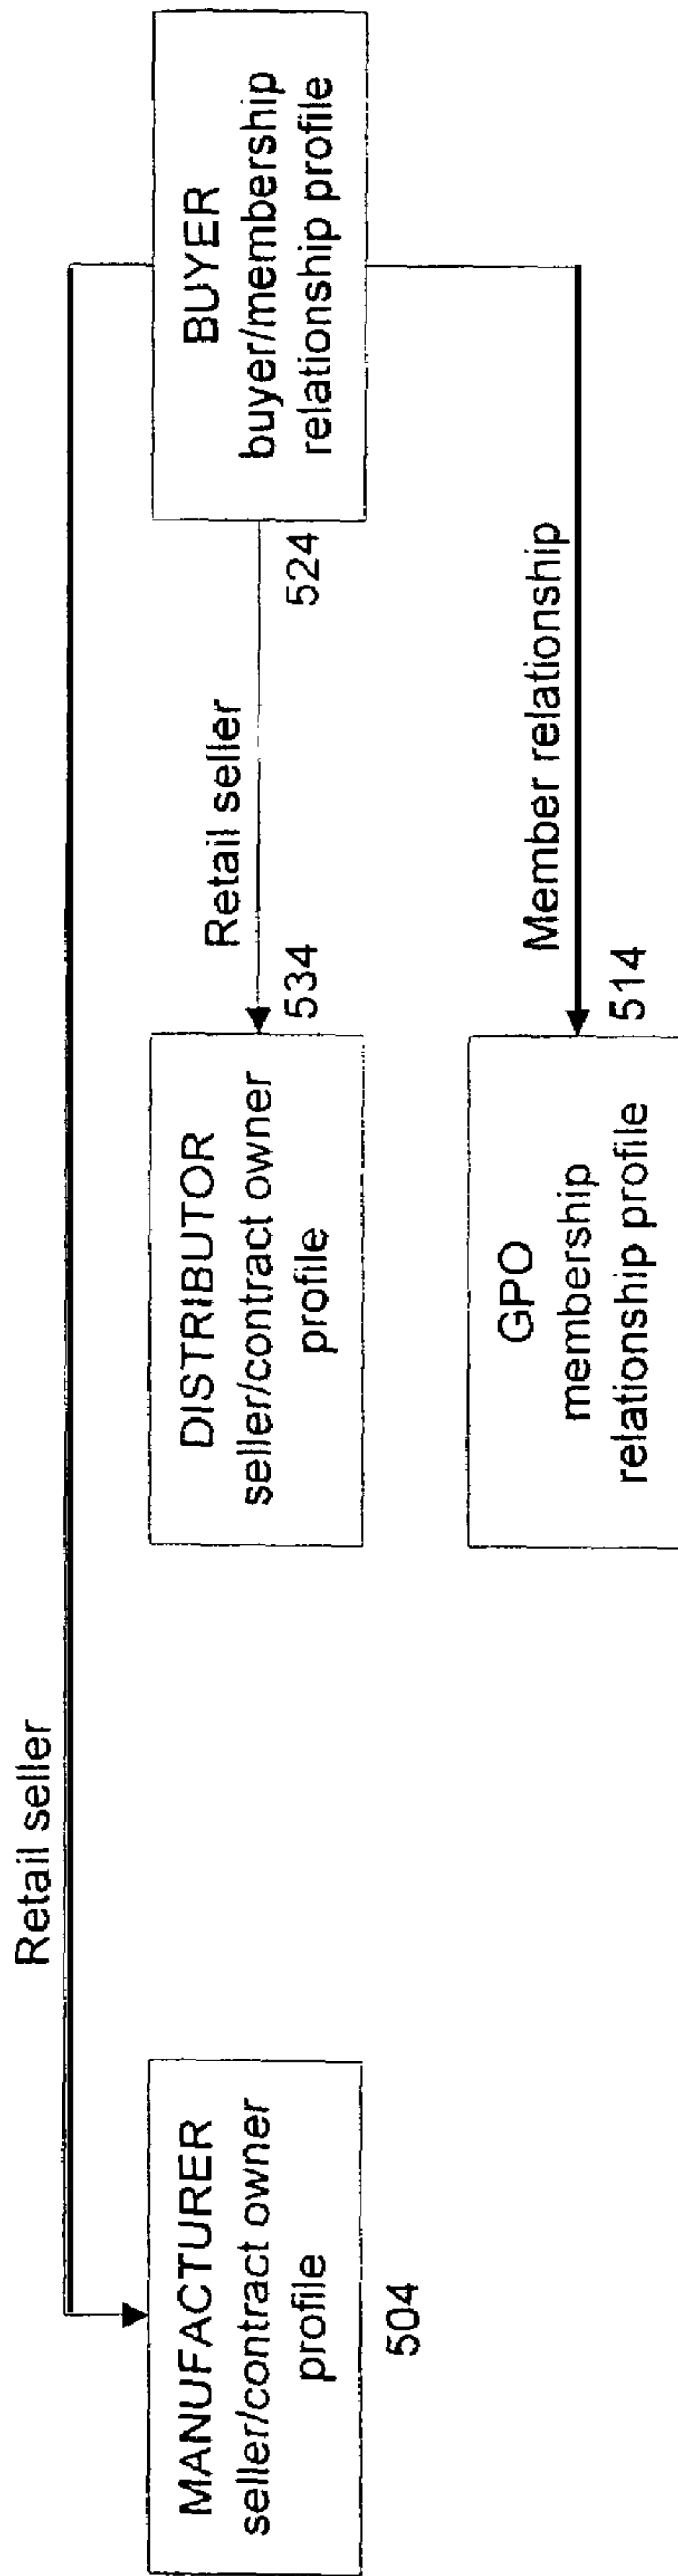 Retail seller
MANUFACTURER
seller/contract owner
profile
504
DISTRIBUTOR
seller/contract owner
profile
534
Retail seller
BUYER
buyer/membership
relationship profile
524
GPO
membership
relationship profile
514
Member relationship